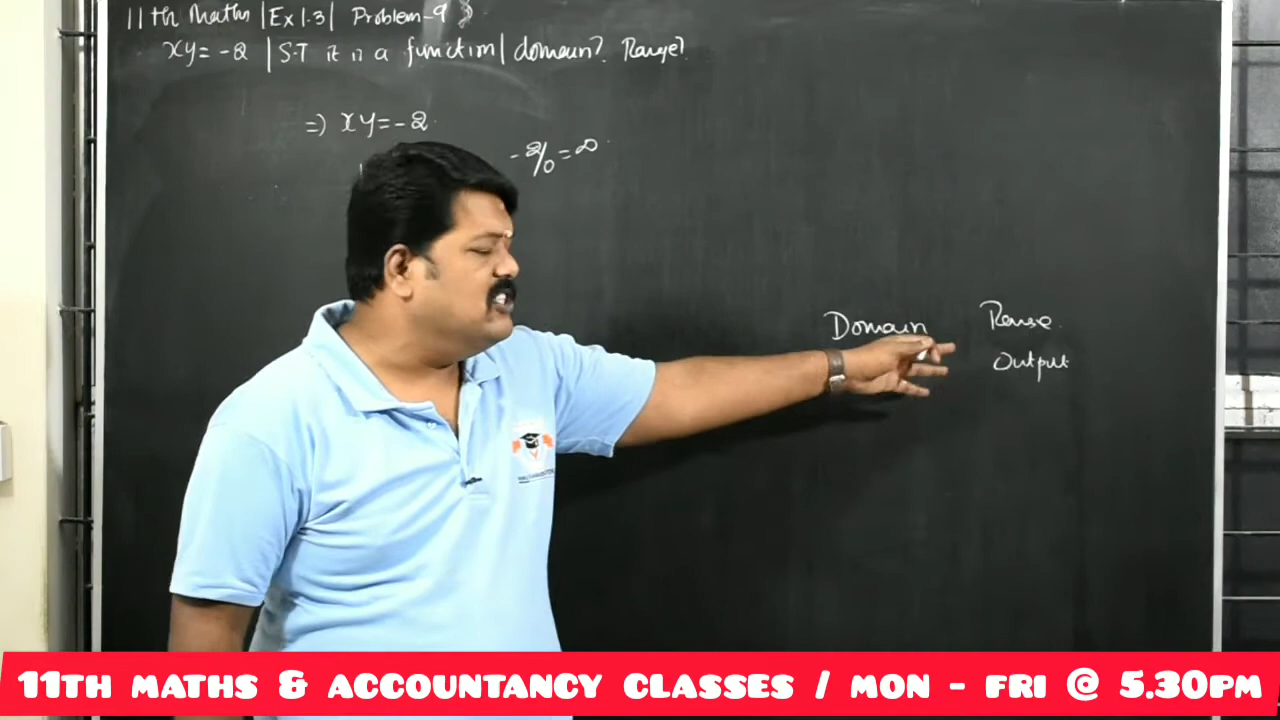 11th Maths | Ex 1.3 | Problem-9
xy = -2 | S.T it is a function | domain? Range?
=) xy = -2
-2/0 = ∞
Domain Range
Output
11TH MATHS & ACCOUNTANCY CLASSES / MON - FRI @ 5.30PM